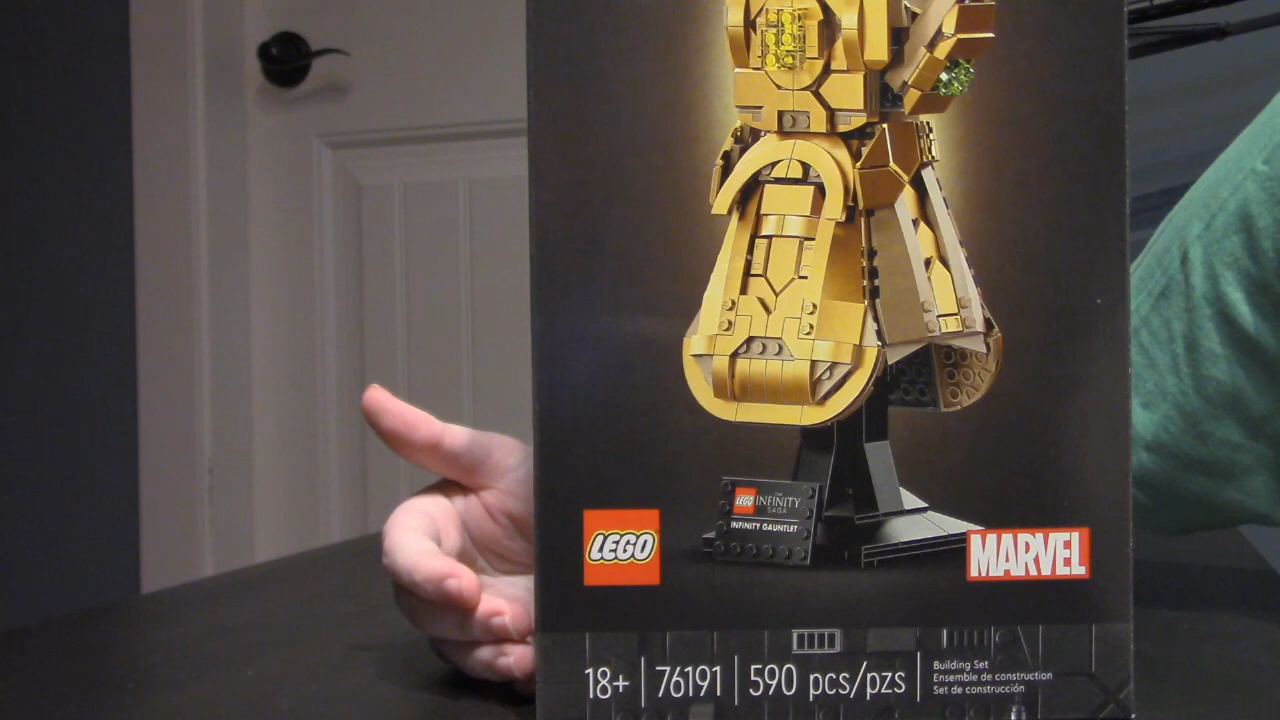 LEGO THE INFINITY SAGA
INFINITY GAUNTLET
LEGO
MARVEL
18+ | 76191 | 590 pcs/pzs
Building Set
Ensemble de construction
Set de construcción